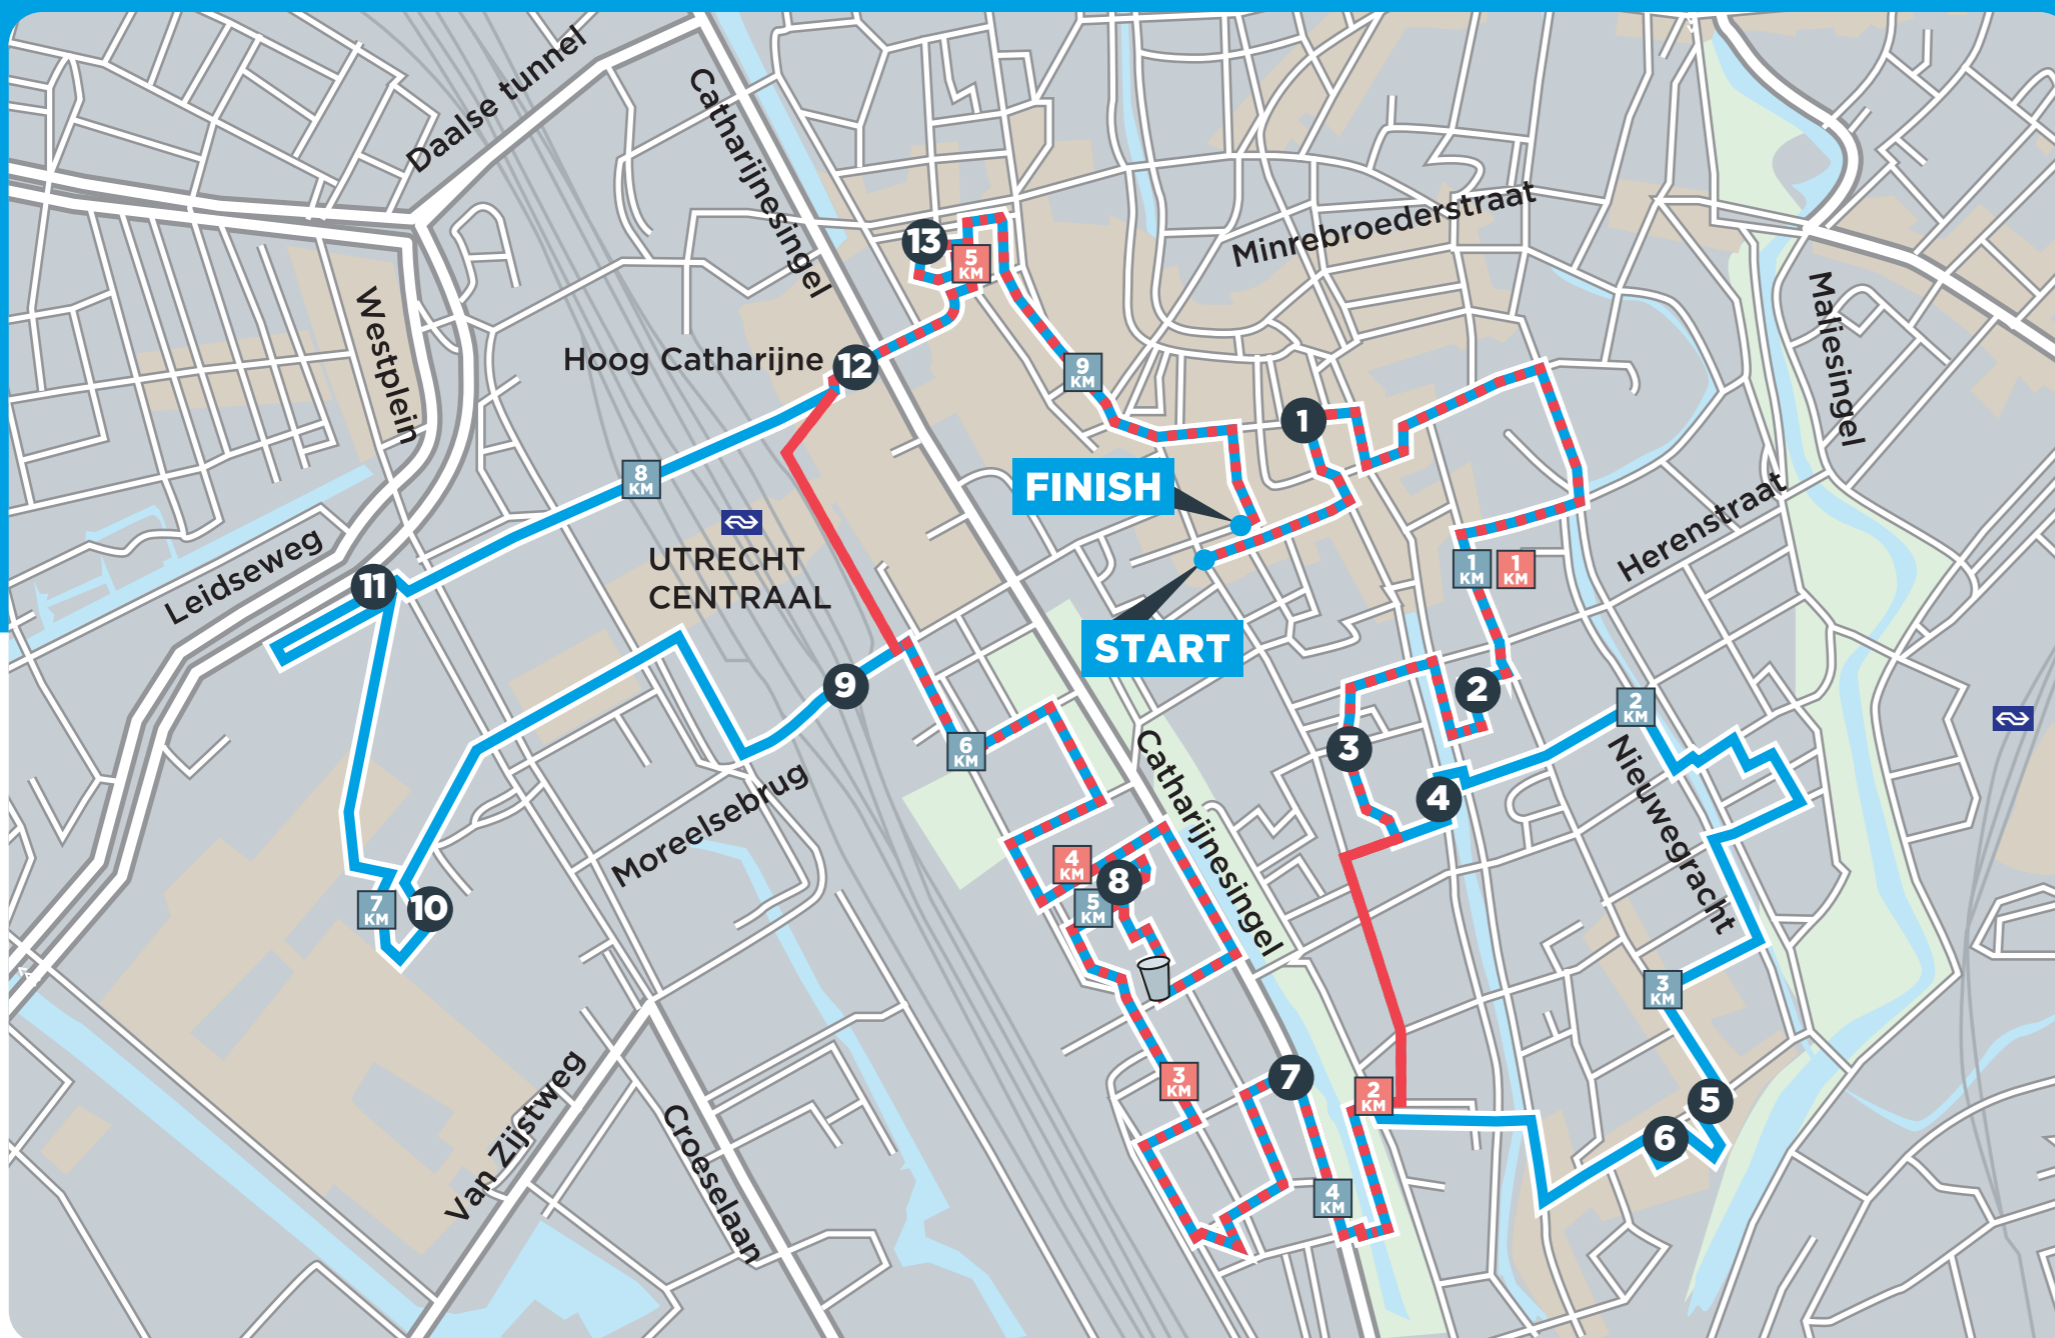 Daalse tunnel
Catharijnesingel
Minrebroederstraat
13
5
KM
Maliesingel
Westplein
Hoog Catharijne
12
9
KM
1
8
KM
FINISH
Herenstraat
UTRECHT
CENTRAAL
Leidseweg
11
1
KM
1
KM
START
9
2
2
KM
3
6
KM
4
Nieuwegracht
Catharijnesingel
Moreelsebrug
4
KM
8
5
KM
7
KM
10
3
KM
7
3
KM
2
KM
5
6
4
KM
Van Zijstweg
Croeselaan